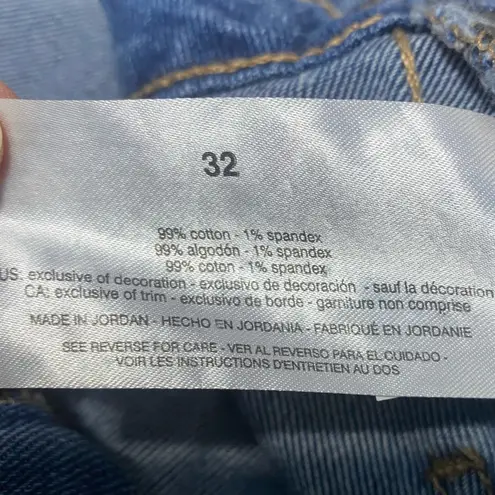 32
99% cotton - 1% spandex
99% algodón - 1% spandex
99% coton - 1% spandex
US: exclusive of decoration - exclusivo de decoración - sauf la décoration
CA: exclusive of trim - exclusivo de borde - garniture non comprise
MADE IN JORDAN - HECHO EN JORDANIA - FABRIQUÉ EN JORDANIE
SEE REVERSE FOR CARE - VER AL REVERSO PARA EL CUIDADO -
VOIR LES INSTRUCTIONS D'ENTRETIEN AU DOS